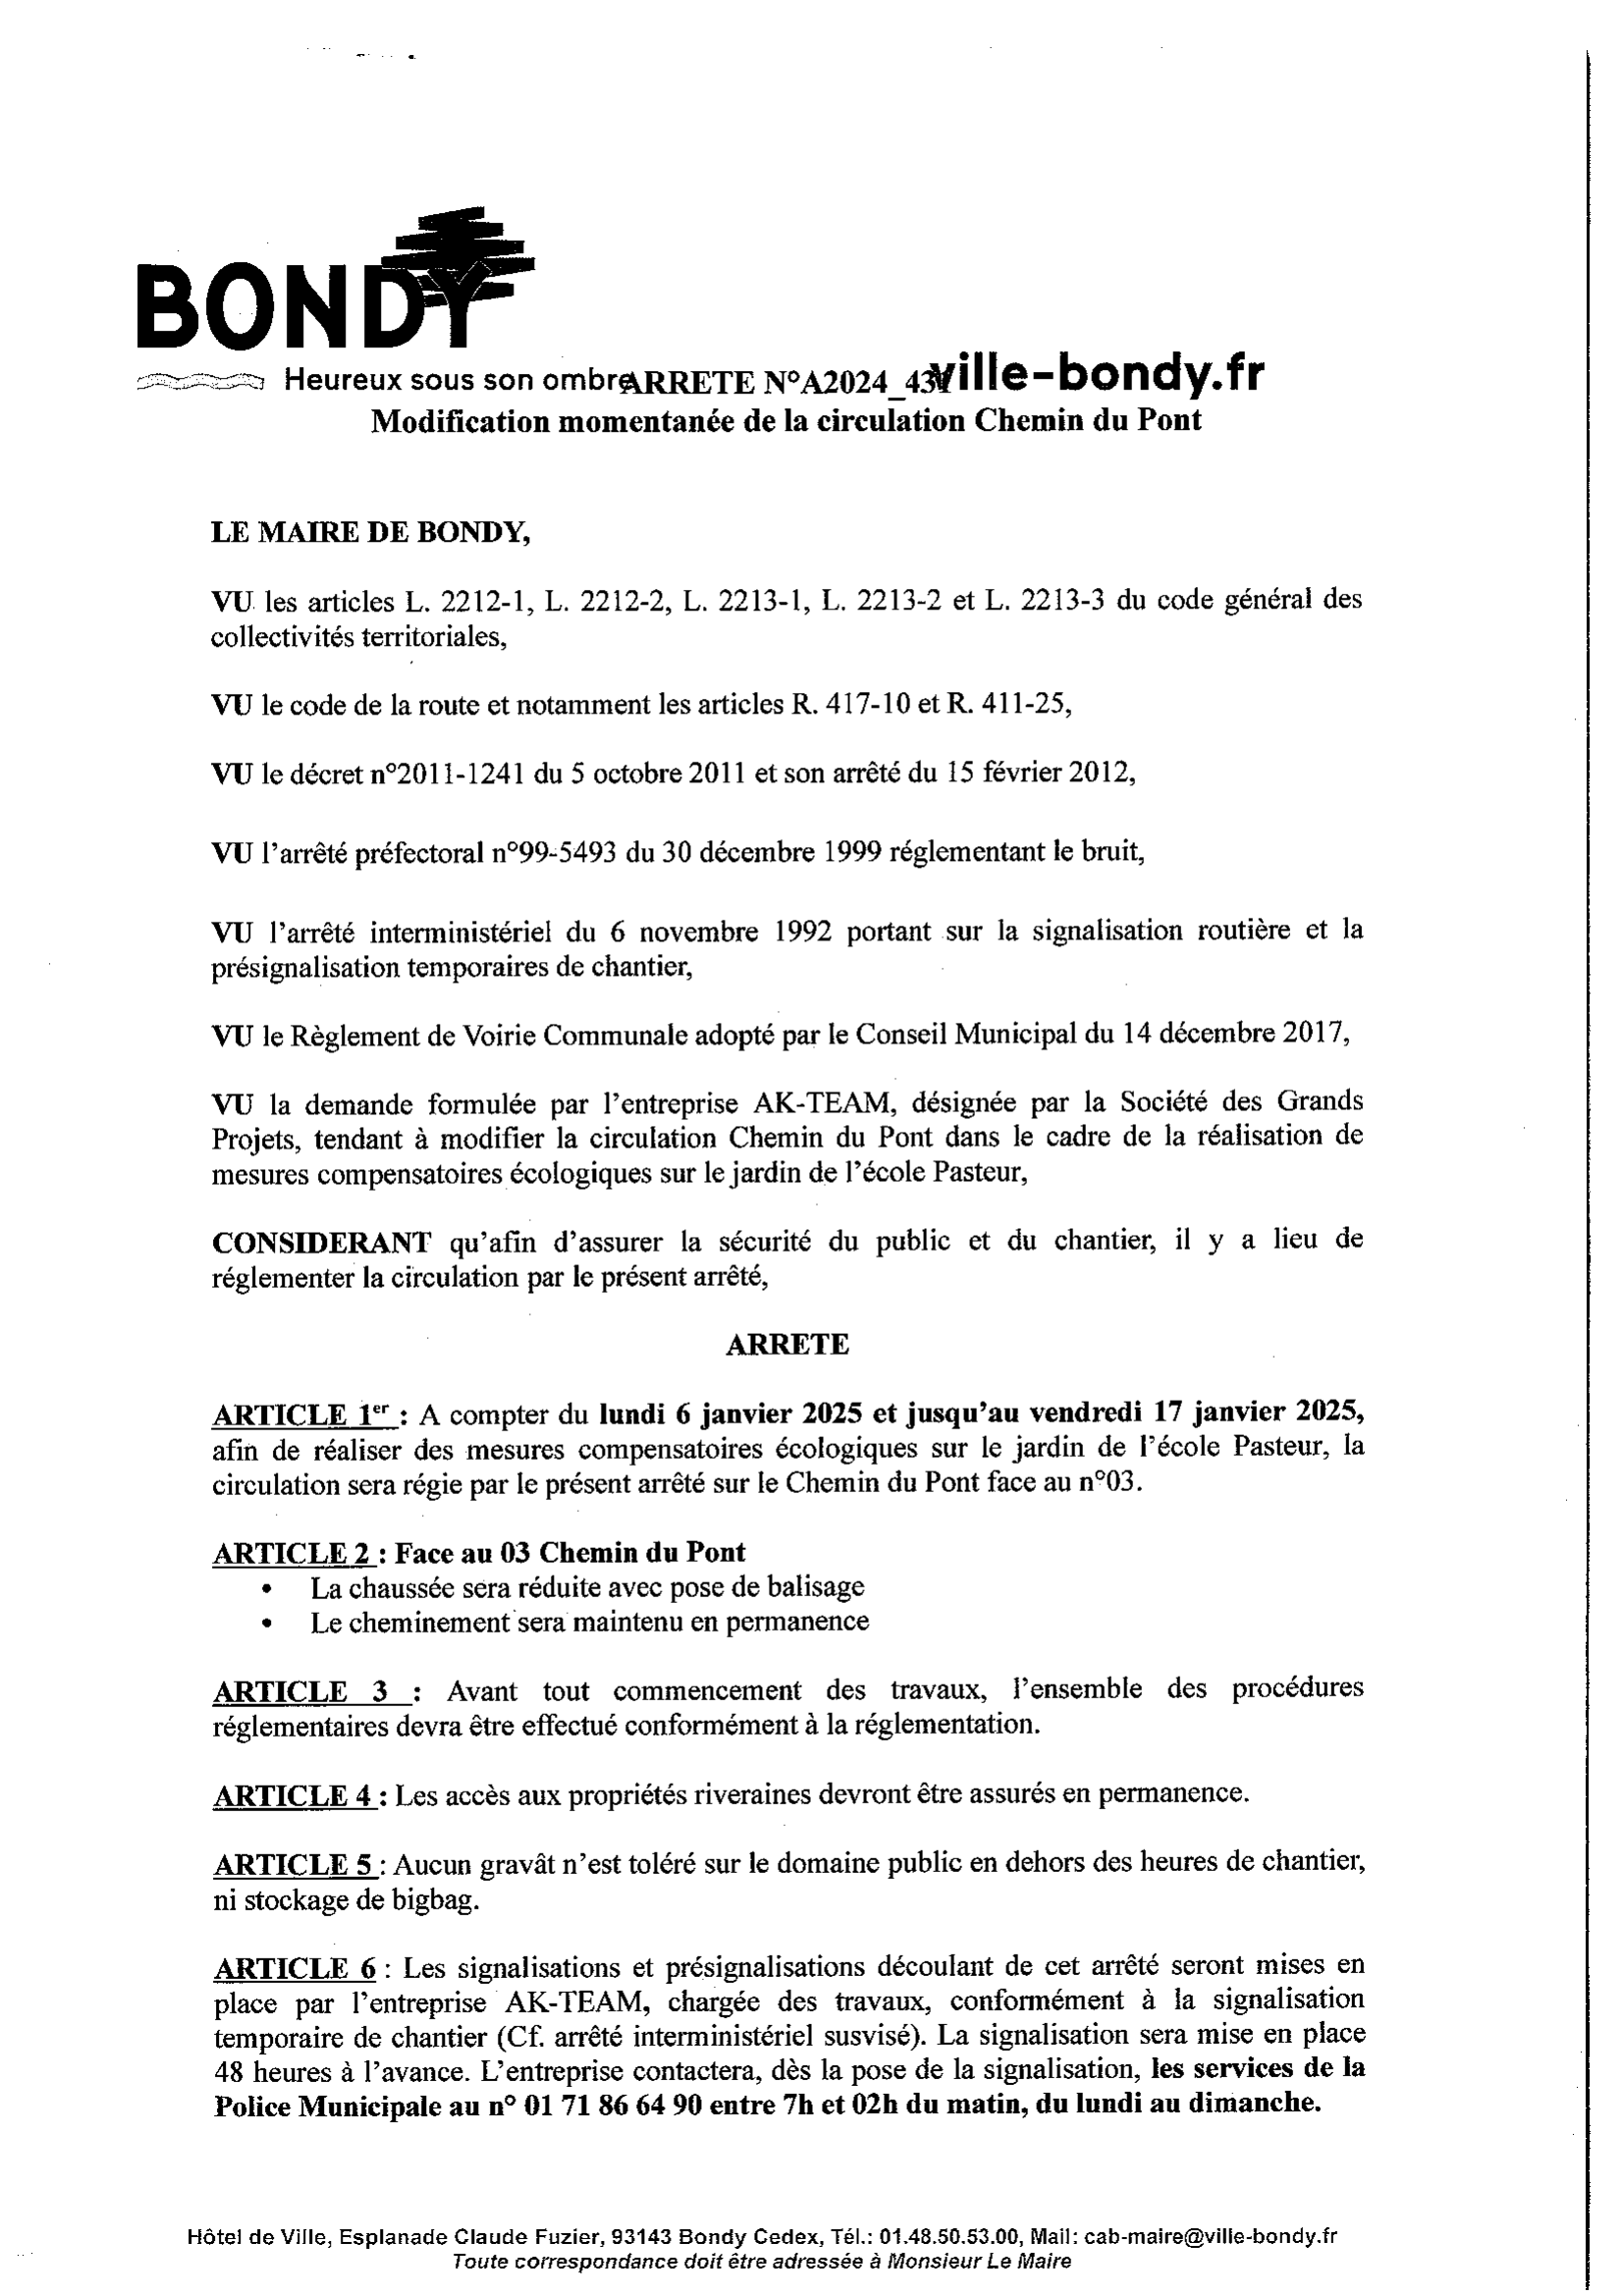 BONDY
Heureux sous son ombre
ville-bondy.fr
ARRETE N°A2024_43
Modification momentanée de la circulation Chemin du Pont
LE MAIRE DE BONDY,
VU les articles L. 2212-1, L. 2212-2, L. 2213-1, L. 2213-2 et L. 2213-3 du code général des
collectivités territoriales,
VU le code de la route et notamment les articles R. 417-10 et R. 411-25,
VU le décret n°2011-1241 du 5 octobre 2011 et son arrêté du 15 février 2012,
VU l'arrêté préfectoral n°99-5493 du 30 décembre 1999 réglementant le bruit,
VU l'arrêté interministériel du 6 novembre 1992 portant sur la signalisation routière et la
présignalisation temporaires de chantier,
VU le Règlement de Voirie Communale adopté par le Conseil Municipal du 14 décembre 2017,
VU la demande formulée par l'entreprise AK-TEAM, désignée par la Société des Grands
Projets, tendant à modifier la circulation Chemin du Pont dans le cadre de la réalisation de
mesures compensatoires écologiques sur le jardin de l'école Pasteur,
CONSIDERANT qu'afin d'assurer la sécurité du public et du chantier, il y a lieu de
réglementer la circulation par le présent arrêté,
ARRETE
ARTICLE 1er : A compter du lundi 6 janvier 2025 et jusqu'au vendredi 17 janvier 2025,
afin de réaliser des mesures compensatoires écologiques sur le jardin de l'école Pasteur, la
circulation sera régie par le présent arrêté sur le Chemin du Pont face au n°03.
ARTICLE 2 : Face au 03 Chemin du Pont
• La chaussée sera réduite avec pose de balisage
• Le cheminement sera maintenu en permanence
ARTICLE 3 : Avant tout commencement des travaux, l'ensemble des procédures
réglementaires devra être effectué conformément à la réglementation.
ARTICLE 4 : Les accès aux propriétés riveraines devront être assurés en permanence.
ARTICLE 5 : Aucun gravât n'est toléré sur le domaine public en dehors des heures de chantier,
ni stockage de bigbag.
ARTICLE 6 : Les signalisations et présignalisations découlant de cet arrêté seront mises en
place par l'entreprise AK-TEAM, chargée des travaux, conformément à la signalisation
temporaire de chantier (Cf. arrêté interministériel susvisé). La signalisation sera mise en place
48 heures à l'avance. L'entreprise contactera, dès la pose de la signalisation, les services de la
Police Municipale au n° 01 71 86 64 90 entre 7h et 02h du matin, du lundi au dimanche.
Hôtel de Ville, Esplanade Claude Fuzier, 93143 Bondy Cedex, Tél.: 01.48.50.53.00, Mail: cab-maire@ville-bondy.fr
Toute correspondance doit être adressée à Monsieur Le Maire